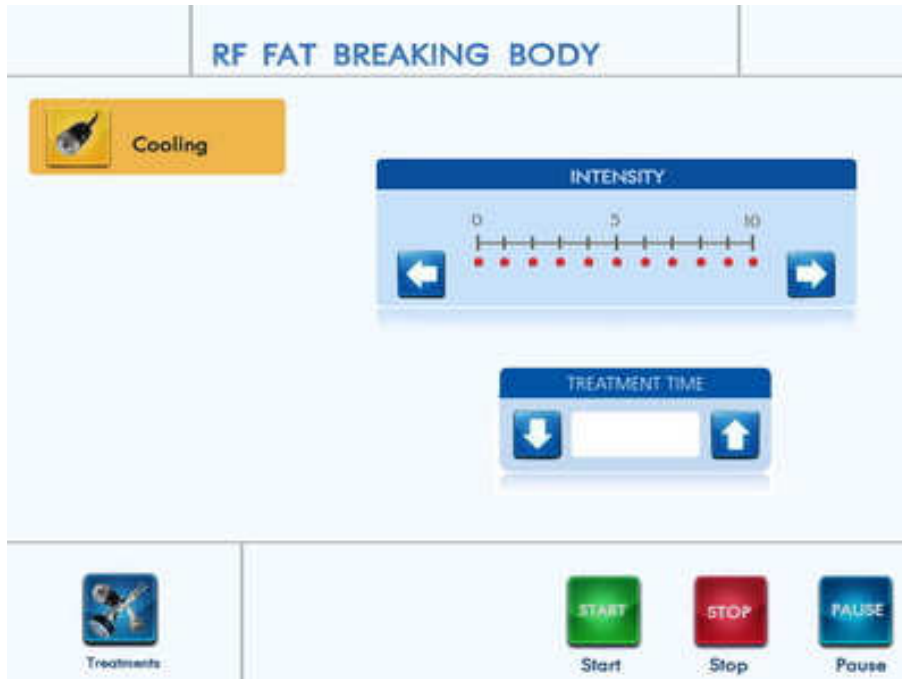 RF FAT BREAKING BODY
Cooling
INTENSITY
0 5 10
TREATMENT TIME
START STOP PAUSE
Treatments Start Stop Pause